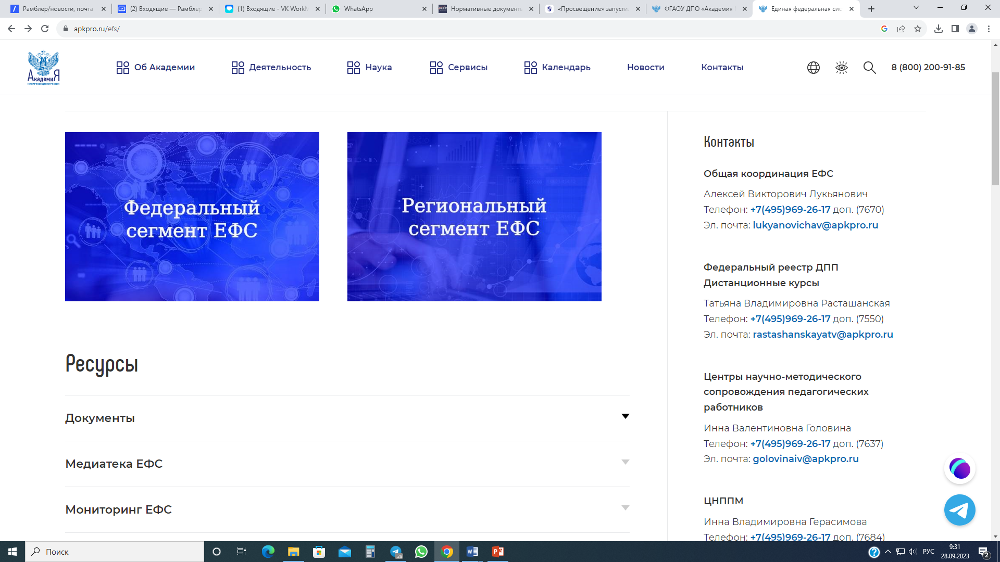 Рамблер/новости, почта
(2) Входящие — Рамблер
(1) Входящие - VK WorkM
WhatsApp
Нормативные документы
«Просвещение» запусти
ФГАОУ ДПО «Академия
Единая федеральная сис
apkpro.ru/efs/
АкадемиЯ
МИНПРОСВЕЩЕНИЯ РОССИИ
Об Академии
Деятельность
Наука
Сервисы
Календарь
Новости
Контакты
8 (800) 200-91-85
Федеральный
сегмент ЕФС
Региональный
сегмент ЕФС
Ресурсы
Документы
Медиатека ЕФС
Мониторинг ЕФС
Контакты
Общая координация ЕФС
Алексей Викторович Лукьянович
Телефон: +7(495)969-26-17 доп. (7670)
Эл. почта: lukyanovichav@apkpro.ru
Федеральный реестр ДПП
Дистанционные курсы
Татьяна Владимировна Расташанская
Телефон: +7(495)969-26-17 доп. (7550)
Эл. почта: rastashanskayatv@apkpro.ru
Центры научно-методического
сопровождения педагогических
работников
Инна Валентиновна Головина
Телефон: +7(495)969-26-17 доп. (7637)
Эл. почта: golovinaiv@apkpro.ru
ЦНППМ
Инна Владимировна Герасимова
Телефон: +7(495)969-26-17 доп. (7684)
Поиск
28
РУС
9:31
28.09.2023
2